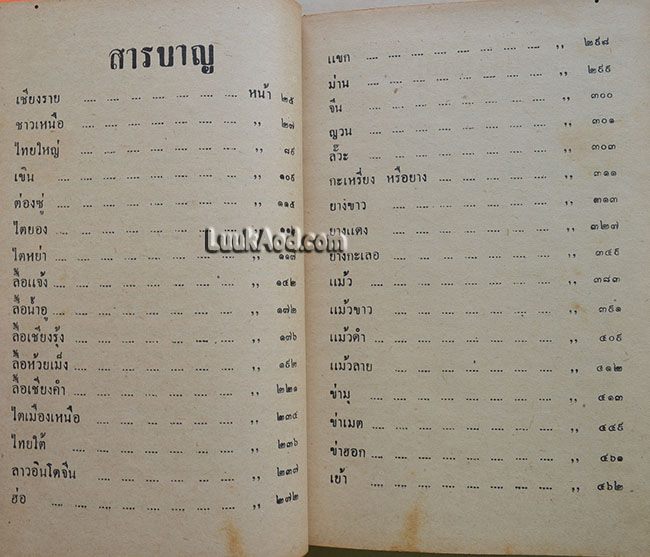 สารบาญ
เชียงราย .... .... .... .... .... .... หน้า ๒๕
ชาวเหนือ .... .... .... .... .... .... ,, ๒๗
ไทยใหญ่ .... .... .... .... .... .... ,, ๘๙
เขิน .... .... .... .... .... .... ,, ๑๐๙
ต่องซู่ .... .... .... .... .... .... ,, ๑๑๕
ไตยอง .... .... .... .... .... .... ,,
LuukAod.com
ไตหย่า .... .... .... .... .... .... ,,
ลื้อแจ้ง .... .... .... .... .... .... ,, ๑๔๒
ลื้อน้ำอู .... .... .... .... .... .... ,, ๑๗๒
ลื้อเชียงรุ้ง .... .... .... .... .... .... ,, ๑๗๖
ลื้อห้วยเม็ง .... .... .... .... .... .... ,, ๑๙๒
ลื้อเชียงคำ .... .... .... .... .... .... ,, ๒๒๑
ไตเมืองเหนือ .... .... .... .... .... .... ,, ๒๓๔
ไทยใต้ .... .... .... .... .... .... ,, ๒๓๖
ลาวอินโดจีน .... .... .... .... .... .... ,, ๒๓๗
ฮ่อ .... .... .... .... .... .... ,, ๒๗๒
แขก .... .... .... .... .... .... ,, ๒๙๘
ม่าน .... .... .... .... .... .... ,, ๒๙๙
จีน .... .... .... .... .... .... ,, ๓๐๐
ญวน .... .... .... .... .... .... ,, ๓๐๑
ลั๊วะ .... .... .... .... .... .... ,, ๓๐๓
กะเหรี่ยง หรือยาง .... .... .... .... ,, ๓๑๑
ยางขาว .... .... .... .... .... .... ,, ๓๑๓
ยางแดง .... .... .... .... .... .... ,, ๓๒๗
ยางกะเลอ .... .... .... .... .... .... ,, ๓๔๙
แม้ว .... .... .... .... .... .... ,, ๓๘๓
แม้วขาว .... .... .... .... .... .... ,, ๓๙๑
แม้วดำ .... .... .... .... .... .... ,, ๔๐๙
แม้วลาย .... .... .... .... .... .... ,, ๔๑๒
ข่ามุ .... .... .... .... .... .... ,, ๔๑๓
ข่าเมต .... .... .... .... .... .... ,, ๔๔๙
ข่าฮอก .... .... .... .... .... .... ,, ๔๖๑
เย้า .... .... .... .... .... .... ,, ๔๖๒